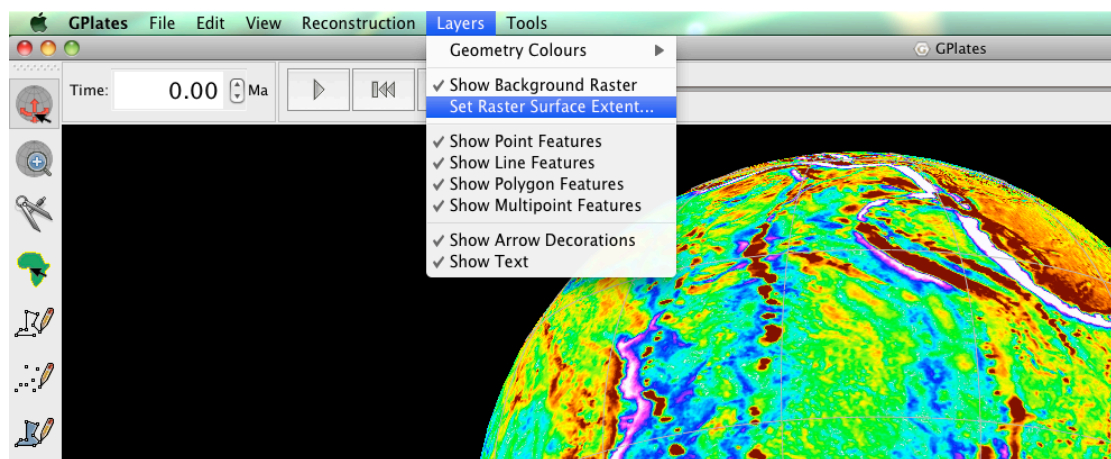 GPlates File Edit View Reconstruction Layers Tools
GPlates
Time: 0.00 Ma
Geometry Colours
Show Background Raster
Set Raster Surface Extent...
Show Point Features
Show Line Features
Show Polygon Features
Show Multipoint Features
Show Arrow Decorations
Show Text